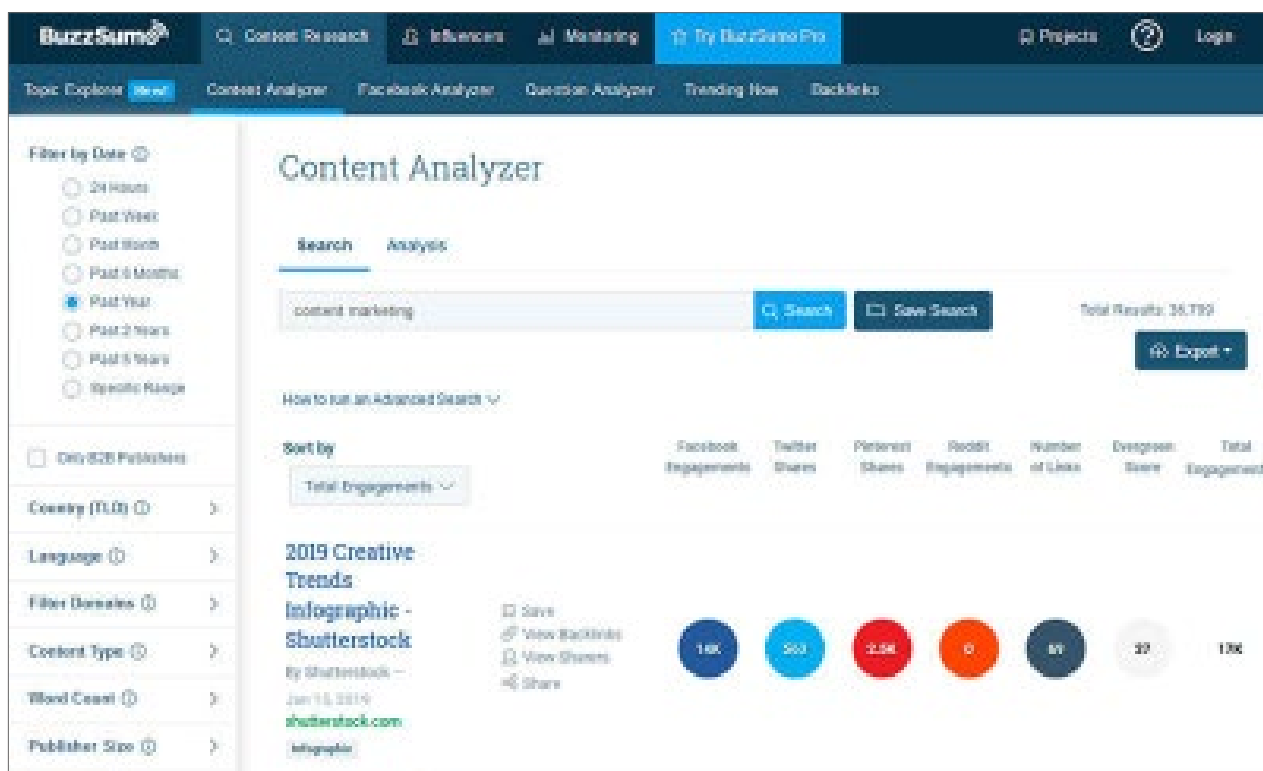 BuzzSumo Content Research Influencers Monitoring Try BuzzSumo Pro Projects ? Login
Topic Explorer New! Content Analyzer Facebook Analyzer Question Analyzer Trending Now Backlinks
Filter by Date
24 Hours
Past Week
Past Month
Past 6 Months
Past Year
Past 2 Years
Past 5 Years
Specific Range
Only B2B Publishers
Country (TLD)
Language
Filter Domains
Content Type
Word Count
Publisher Size
Content Analyzer
Search Analysis
content marketing Search Save Search
Total Results:
Export
How to run an Advanced Search
Sort by
Total Engagements
Facebook Engagements
Twitter Shares
Pinterest Shares
Reddit Engagements
Number of Links
Evergreen Score
Total Engagement
2019 Creative
Trends
Infographic -
Shutterstock
By Shutterstock –
Jan 2019
shutterstock.com
Infographic
Save
View Backlinks
View Sharers
Share
14K 563 2.5K 0 69 37 17K